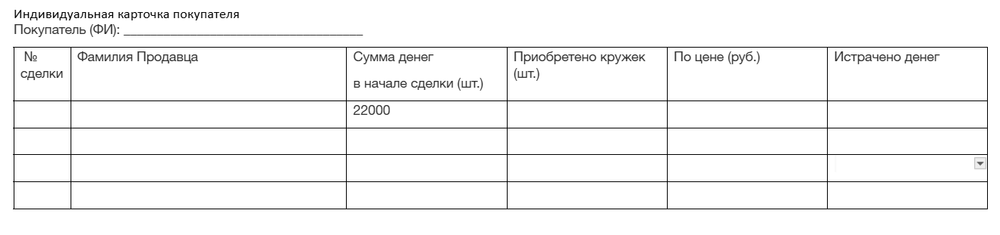 Индивидуальная карточка покупателя
Покупатель (ФИ): ___________________________________
№ сделки
Фамилия Продавца
Сумма денег
в начале сделки (шт.)
Приобретено кружек
(шт.)
По цене (руб.)
Истрачено денег
22000